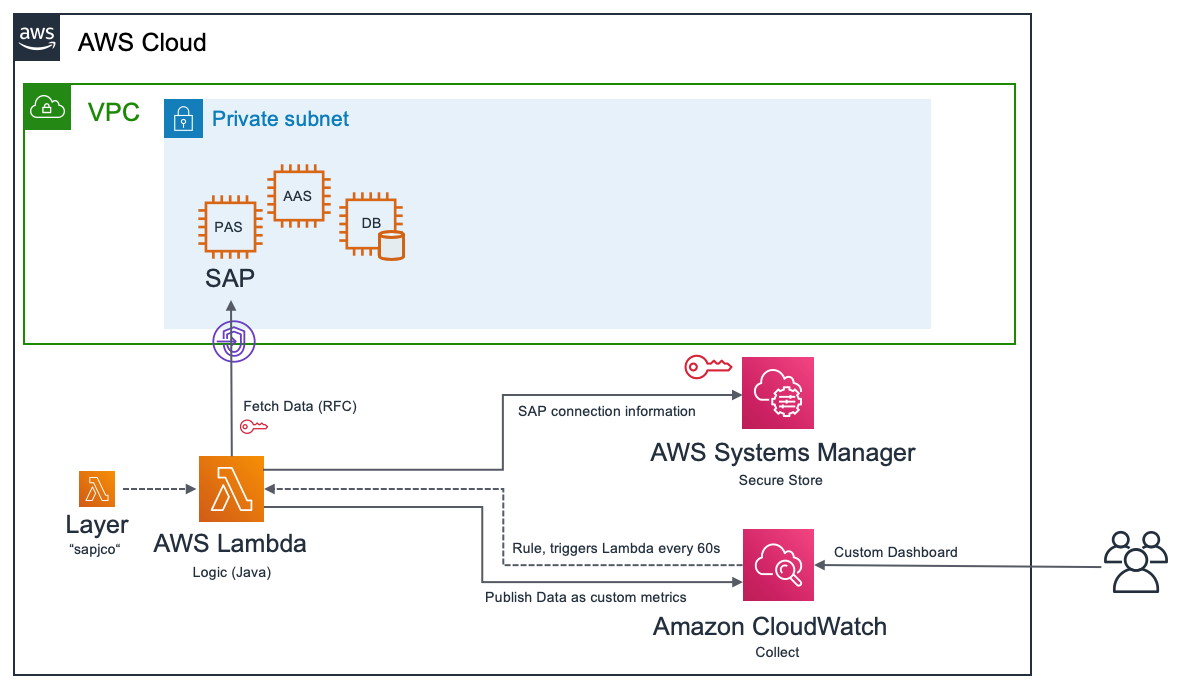 aws
AWS Cloud
VPC
Private subnet
AAS
PAS
DB
SAP
Fetch Data (RFC)
SAP connection information
AWS Systems Manager
Secure Store
Layer
"sapjco"
AWS Lambda
Logic (Java)
Rule, triggers Lambda every 60s
Custom Dashboard
Publish Data as custom metrics
Amazon CloudWatch
Collect